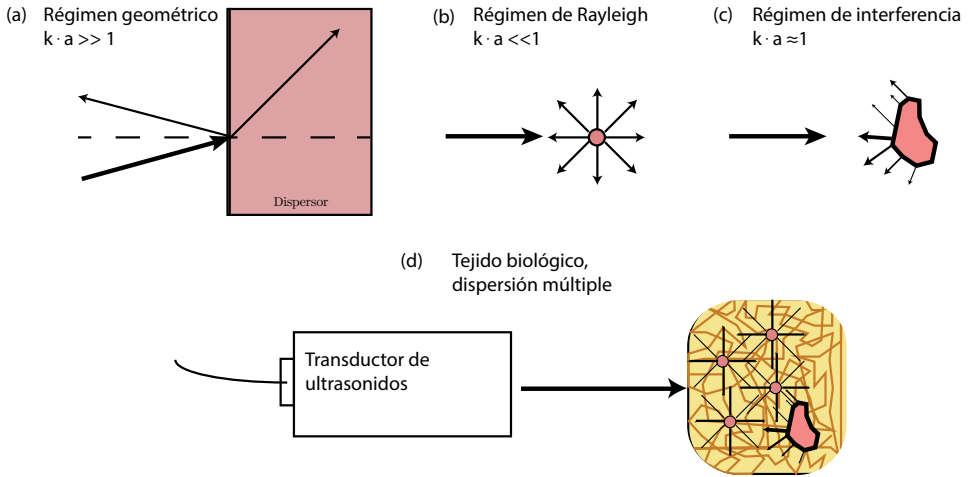 (a) Régimen geométrico
k · a >> 1
(b) Régimen de Rayleigh
k · a <<1
(c) Régimen de interferencia
k · a ≈1
Dispersor
(d) Tejido biológico,
dispersión múltiple
Transductor de
ultrasonidos